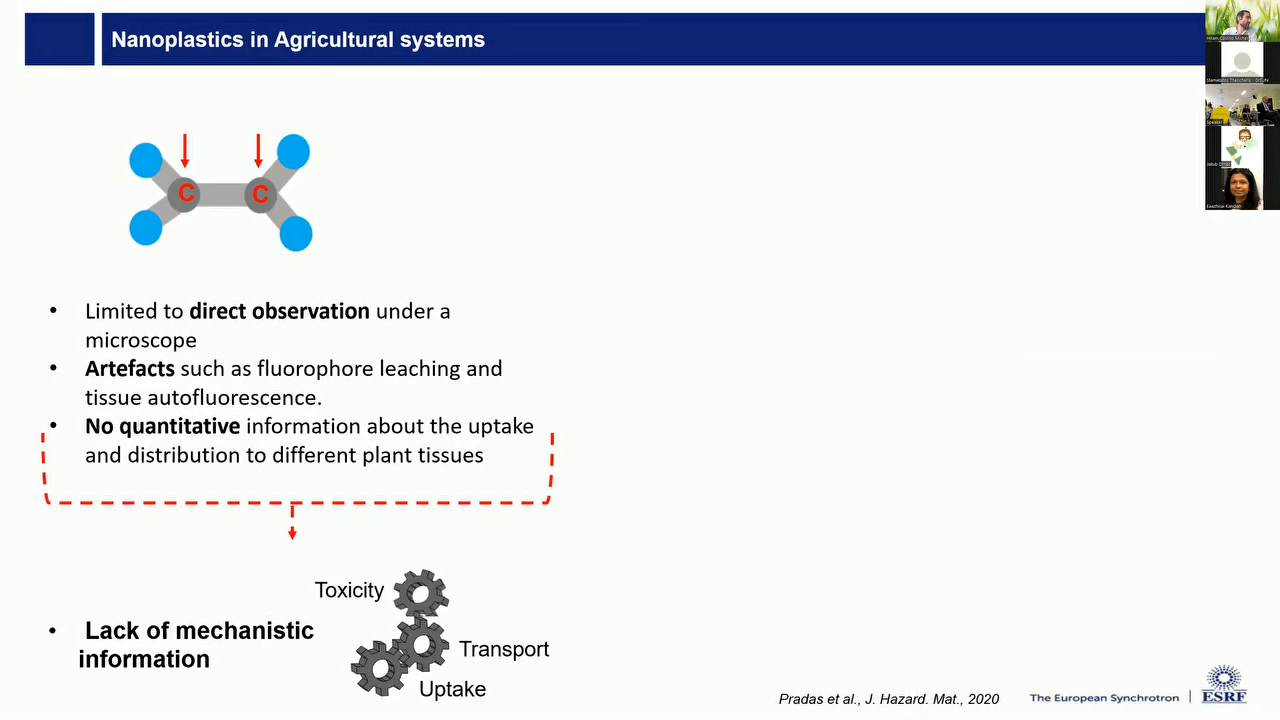 Nanoplastics in Agricultural systems
C C
• Limited to direct observation under a
microscope
• Artefacts such as fluorophore leaching and
tissue autofluorescence.
• No quantitative information about the uptake
and distribution to different plant tissues
Toxicity
• Lack of mechanistic
information
Transport
Uptake
Pradas et al., J. Hazard. Mat., 2020
The European Synchrotron
ESRF
Speaker